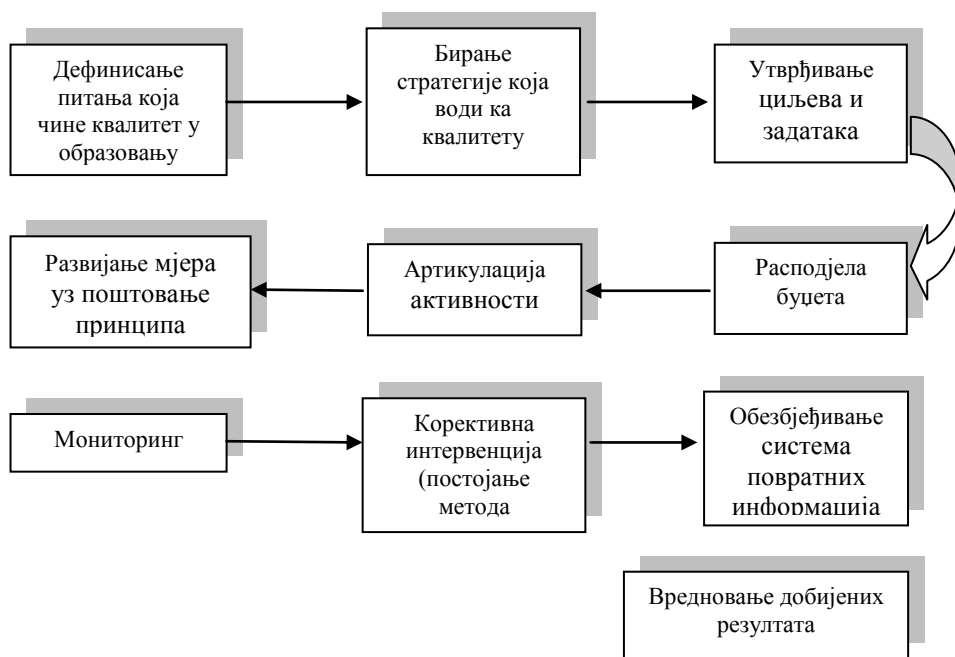 Дефинисање
питања која
чине квалитет у
образовању
Бирање
стратегије која
води ка
квалитету
Утврђивање
циљева и
задатака
Расподјела
буџета
Артикулација
активности
Развијање мјера
уз поштовање
принципа
Мониторинг
Корективна
интервенција
(постојање
метода
Обезбјеђивање
система
повратних
информација
Вредновање добијених
резултата